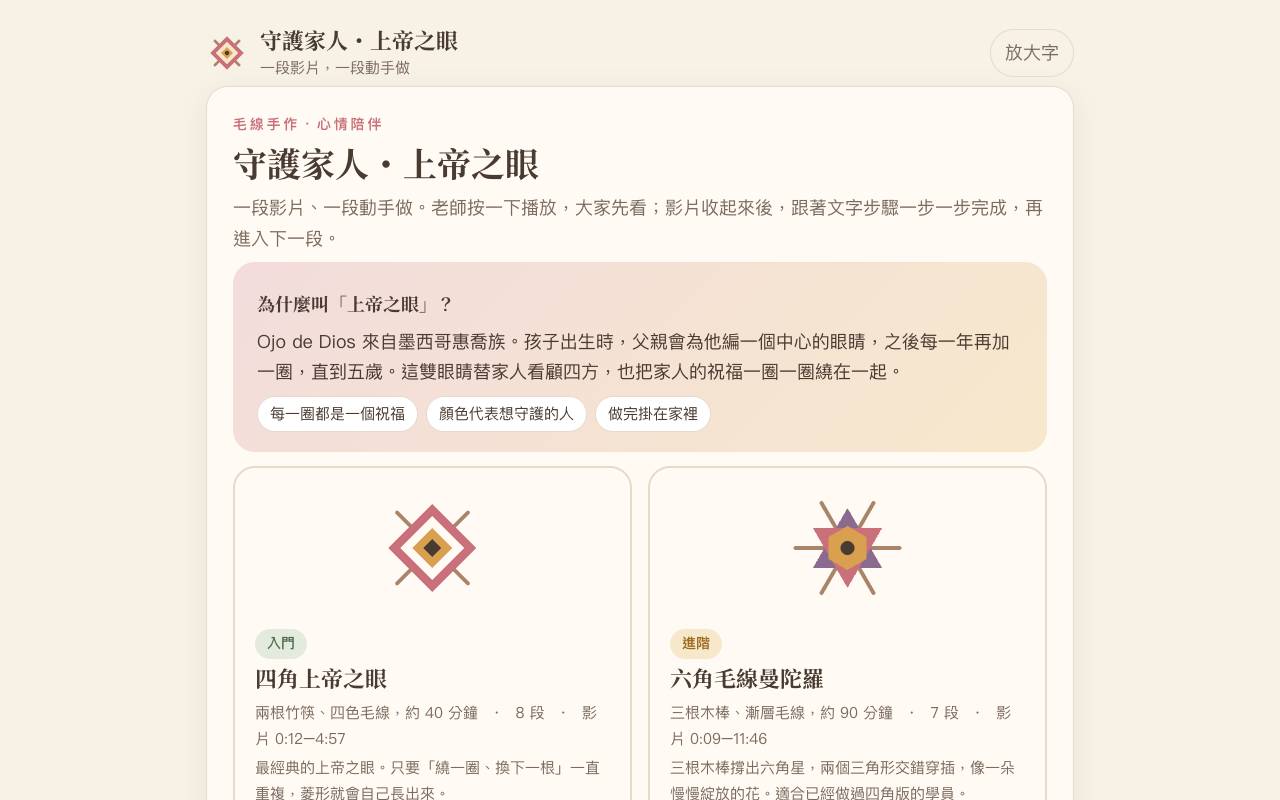 守護家人・上帝之眼
一段影片，一段動手做
放大字
毛線手作 · 心情陪伴
守護家人・上帝之眼
一段影片、一段動手做。老師按一下播放，大家先看；影片收起來後，跟著文字步驟一步一步完成，再
進入下一段。
為什麼叫「上帝之眼」？
Ojo de Dios 來自墨西哥惠喬族。孩子出生時，父親會為他編一個中心的眼睛，之後每一年再加
一圈，直到五歲。這雙眼睛替家人看顧四方，也把家人的祝福一圈一圈繞在一起。
每一圈都是一個祝福
顏色代表想守護的人
做完掛在家裡
入門
四角上帝之眼
兩根竹筷、四色毛線，約 40 分鐘 · 8 段 · 影
片 0:12–4:57
最經典的上帝之眼。只要「繞一圈、換下一根」一直
重複，菱形就會自己長出來。
進階
六角毛線曼陀羅
三根木棒、漸層毛線，約 90 分鐘 · 7 段 · 影
片 0:09–11:46
三根木棒撐出六角星，兩個三角形交錯穿插，像一朵
慢慢綻放的花。適合已經做過四角版的學員。